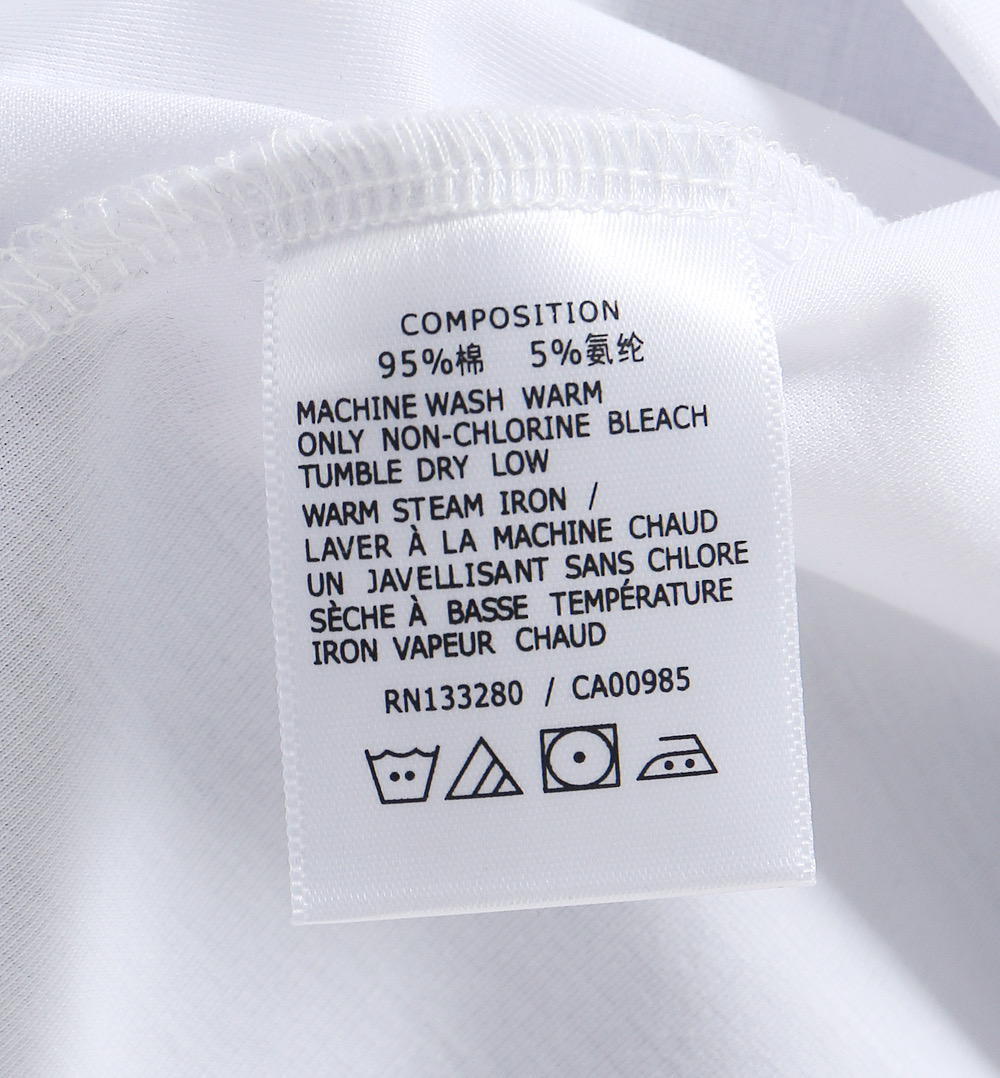 COMPOSITION
95%棉 5%氨纶
MACHINE WASH WARM
ONLY NON-CHLORINE BLEACH
TUMBLE DRY LOW
WARM STEAM IRON /
LAVER À LA MACHINE CHAUD
UN JAVELLISANT SANS CHLORE
SÈCHE À BASSE TEMPÉRATURE
IRON VAPEUR CHAUD
RN133280 / CA00985